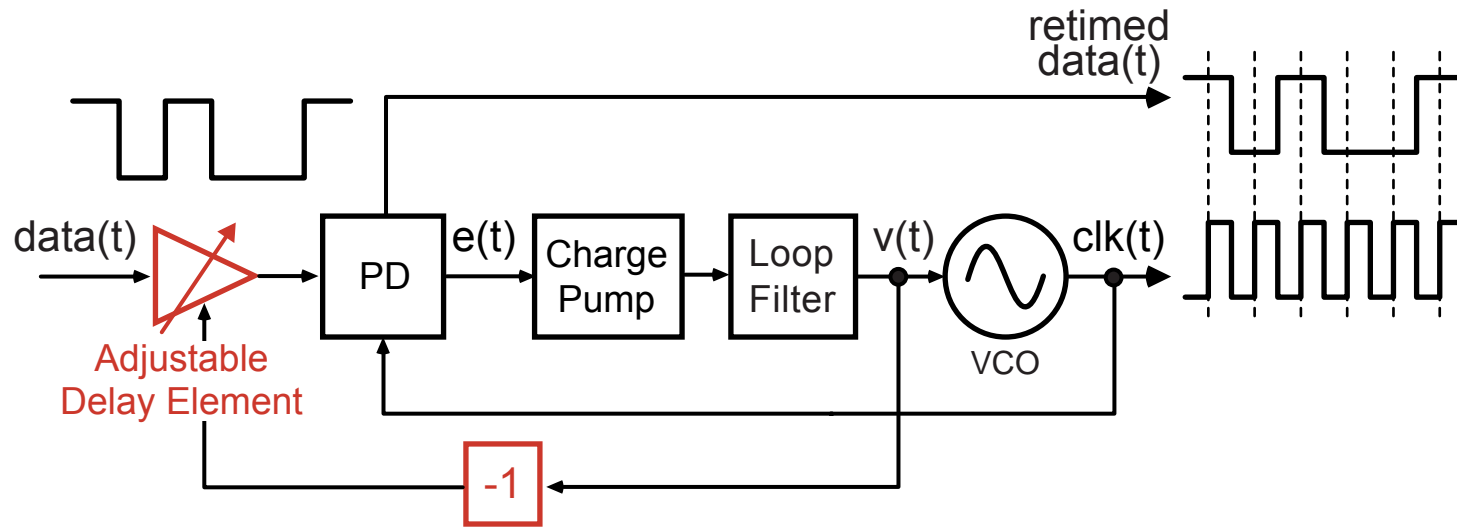 retimed
data(t)
data(t)
PD
e(t)
Charge
Pump
Loop
Filter
v(t)
clk(t)
VCO
Adjustable
Delay Element
-1